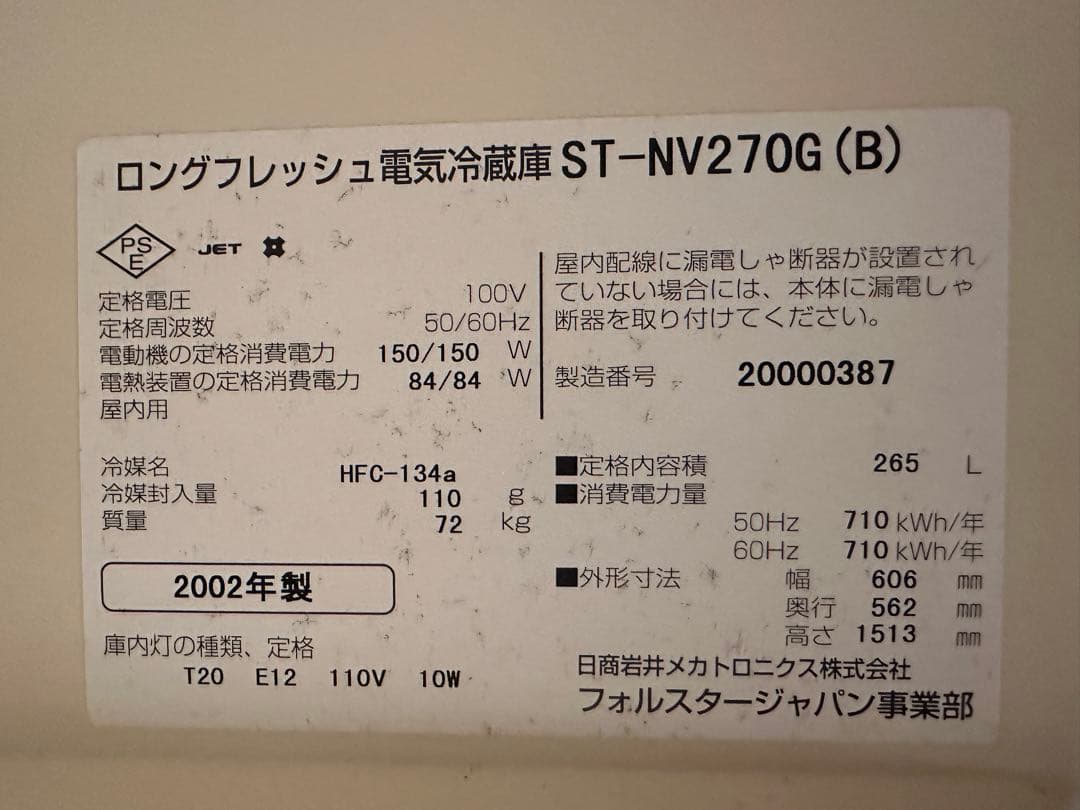 ロングフレッシュ電気冷蔵庫 ST-NV270G(B)
PS
E
JET
定格電圧 100V
定格周波数 50/60Hz
電動機の定格消費電力 150/150 W
電熱装置の定格消費電力 84/84 W
屋内用
屋内配線に漏電しゃ断器が設置され
ていない場合には、本体に漏電しゃ
断器を取り付けてください。
製造番号 20000387
冷媒名 HFC-134a
冷媒封入量 110 g
質量 72 kg
2002年製
庫内灯の種類、定格
T20 E12 110V 10W
■定格内容積 265 L
■消費電力量
50Hz 710 kWh/年
60Hz 710 kWh/年
■外形寸法 幅 606 mm
奥行 562 mm
高さ 1513 mm
日商岩井メカトロニクス株式会社
フォルスタージャパン事業部